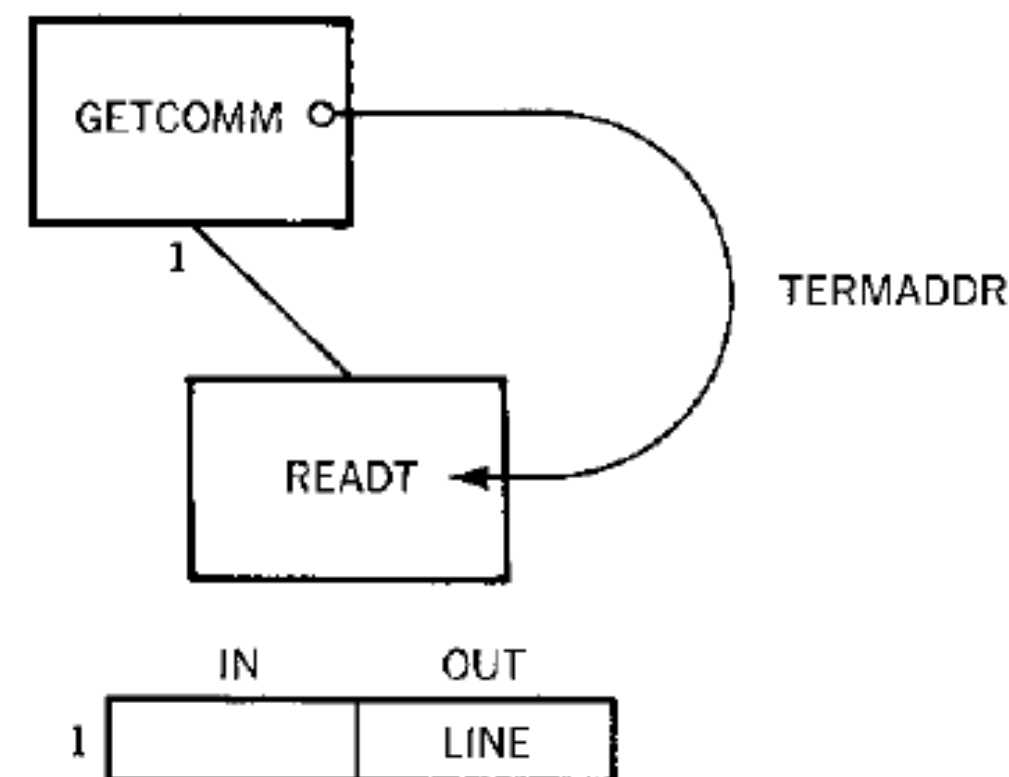 GETCOMM
1
TERMADDR
READT
IN OUT
1 LINE